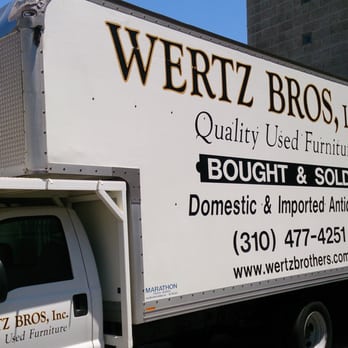 WERTZ BROS, I
Quality Used Furnitu
BOUGHT & SOLD
Domestic & Imported Antiq
(310) 477-4251
www.wertzbrothers.com
MARATHON
TZ BROS, Inc.
Used Furniture